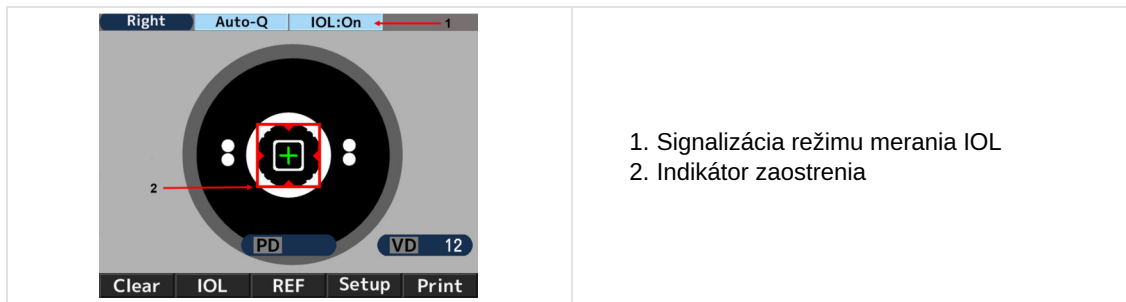 Right Auto-Q IOL:On 1
2
PD VD 12
Clear IOL REF Setup Print
1. Signalizácia režimu merania IOL
2. Indikátor zaostrenia